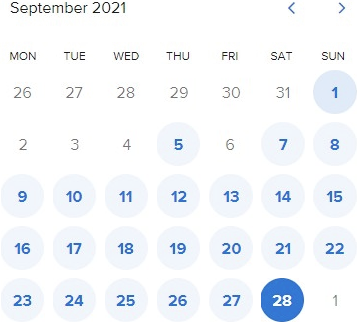 September 2021
MON TUE WED THU FRI SAT SUN
26 27 28 29 30 31 1
2 3 4 5 6 7 8
9 10 11 12 13 14 15
16 17 18 19 20 21 22
23 24 25 26 27 28 1